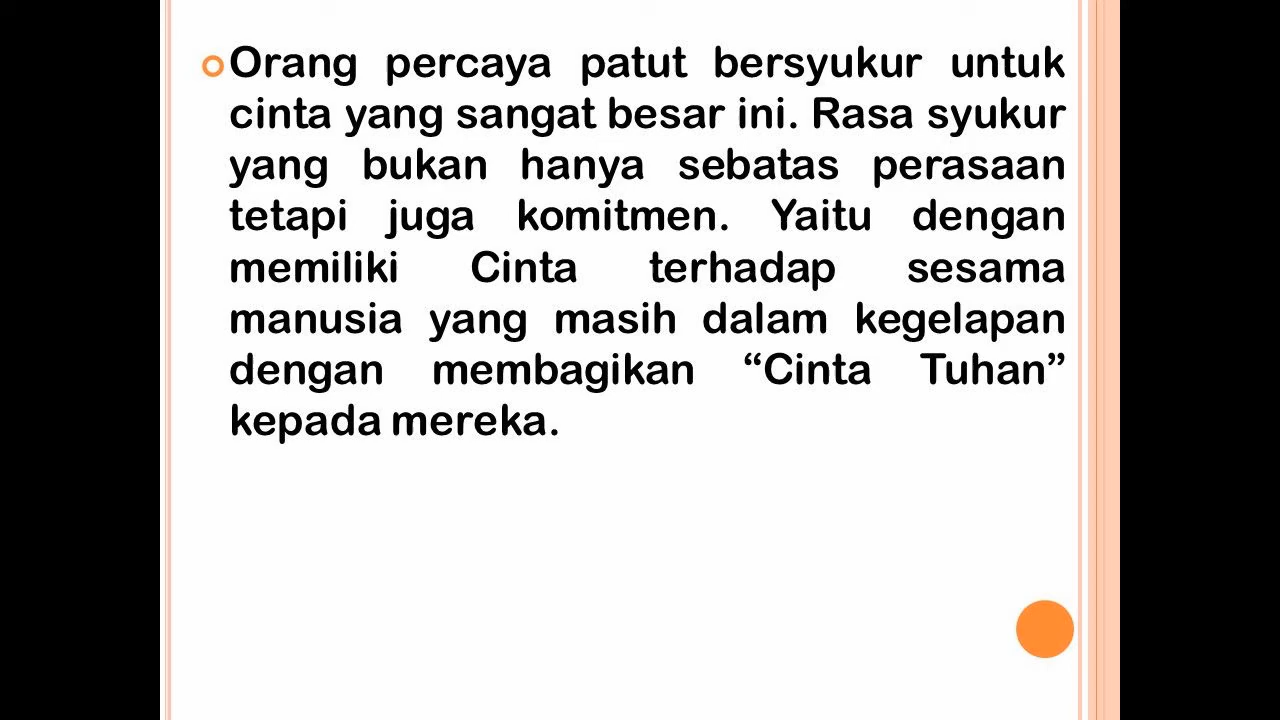 Orang percaya patut bersyukur untuk
cinta yang sangat besar ini. Rasa syukur
yang bukan hanya sebatas perasaan
tetapi juga komitmen. Yaitu dengan
memiliki Cinta terhadap sesama
manusia yang masih dalam kegelapan
dengan membagikan “Cinta Tuhan”
kepada mereka.